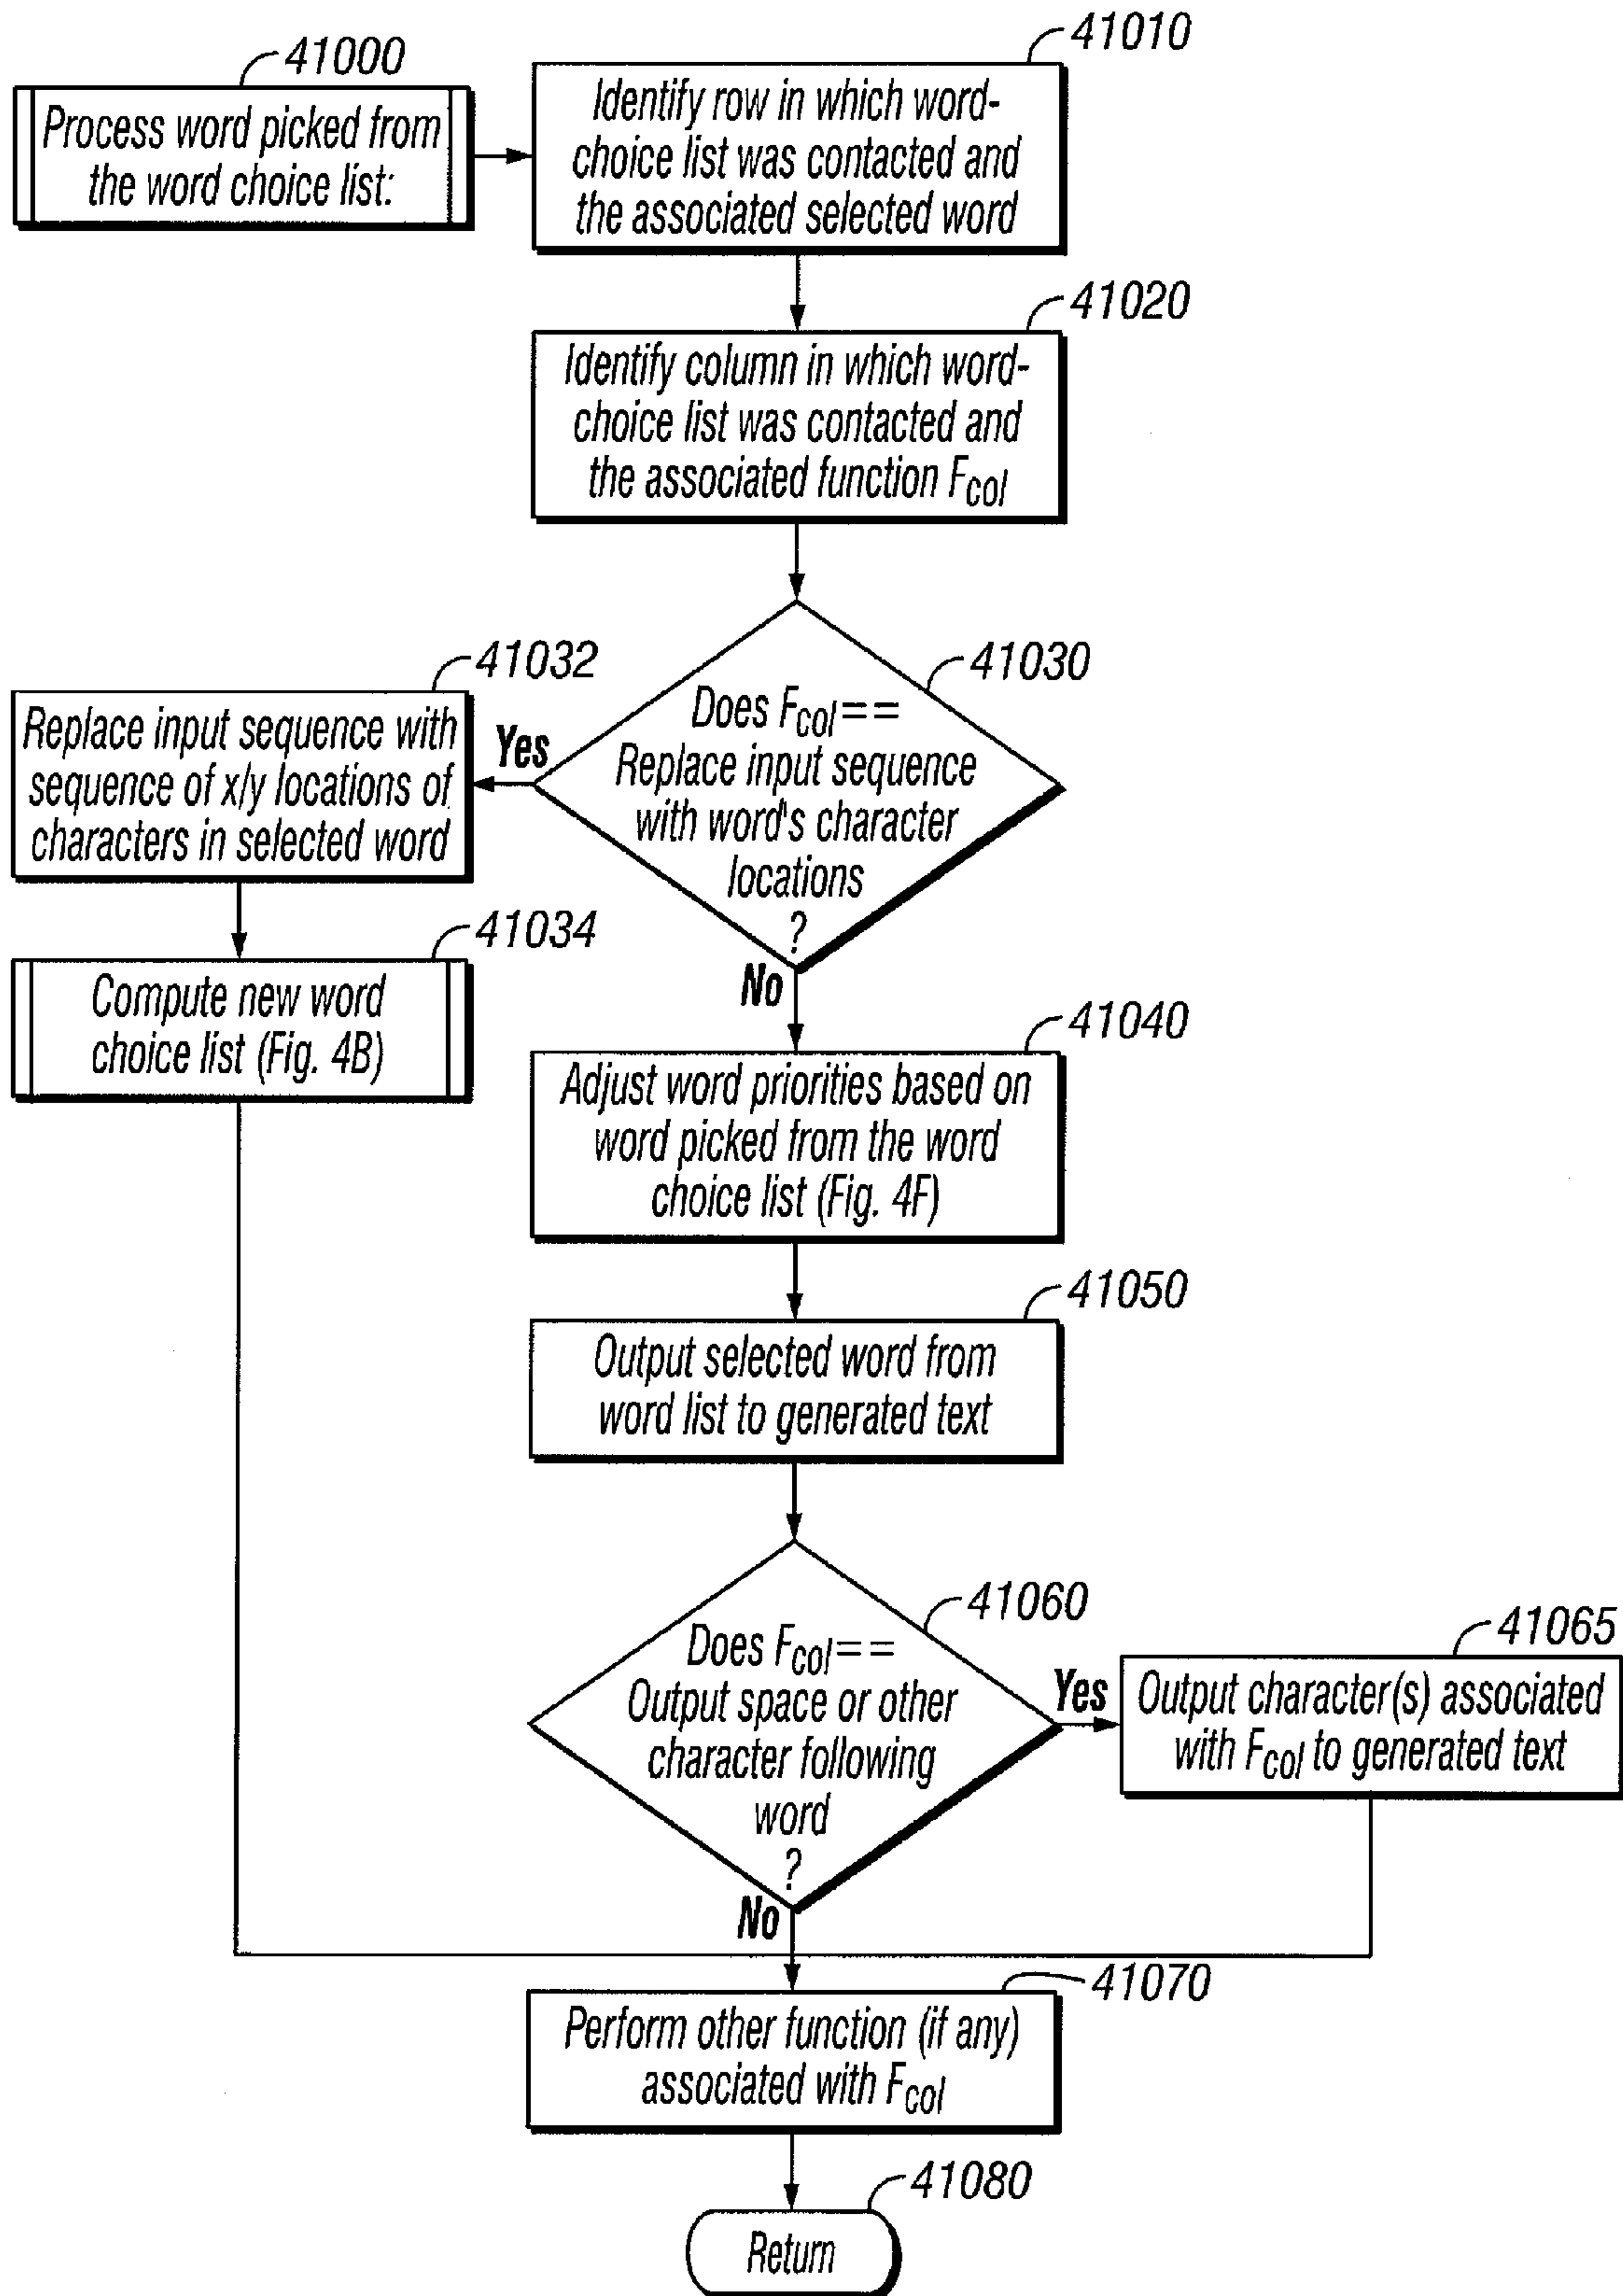 41000
Process word picked from
the word choice list:
41010
Identify row in which word-
choice list was contacted and
the associated selected word
41020
Identify column in which word-
choice list was contacted and
the associated function Fcol
41030
Does Fcol==
Replace input sequence
with word's character
locations
?
Yes
No
41032
Replace input sequence with
sequence of x/y locations of
characters in selected word
41034
Compute new word
choice list (Fig. 4B)
41040
Adjust word priorities based on
word picked from the word
choice list (Fig. 4F)
41050
Output selected word from
word list to generated text
41060
Does Fcol==
Output space or other
character following
word
?
Yes
No
41065
Output character(s) associated
with Fcol to generated text
41070
Perform other function (if any)
associated with Fcol
41080
Return